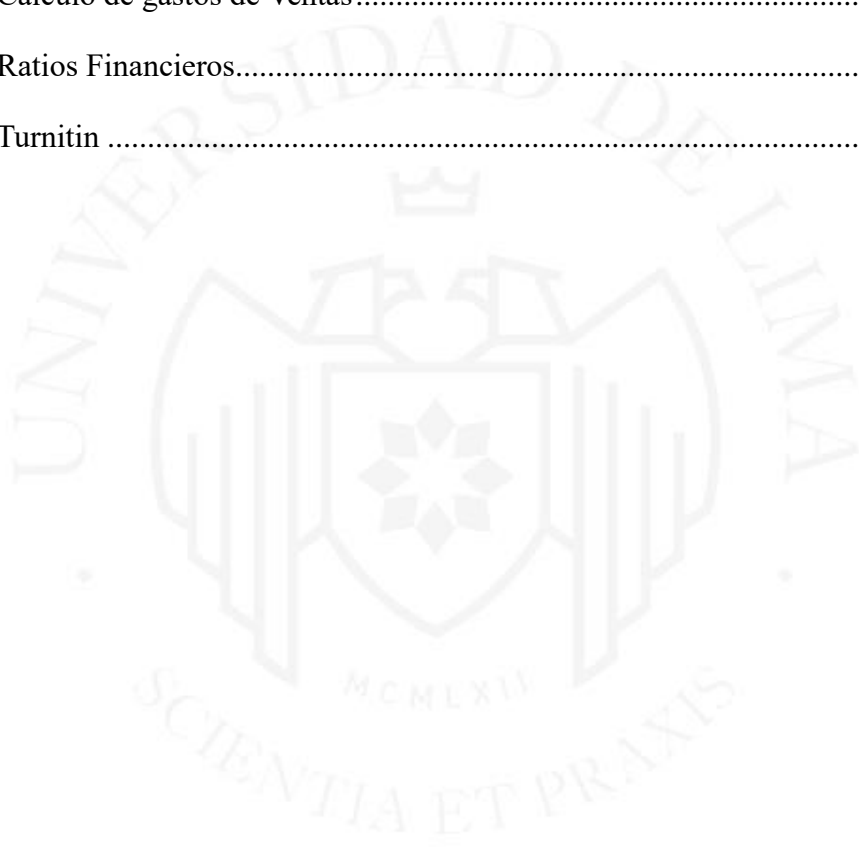 Cálculo de gastos de Ventas................................................................
Ratios Financieros..............................................................................
Turnitin ...........................................................................................
UNIVERSIDAD DE LIMA
MCMLXII
SCIENTIA ET PRAXIS